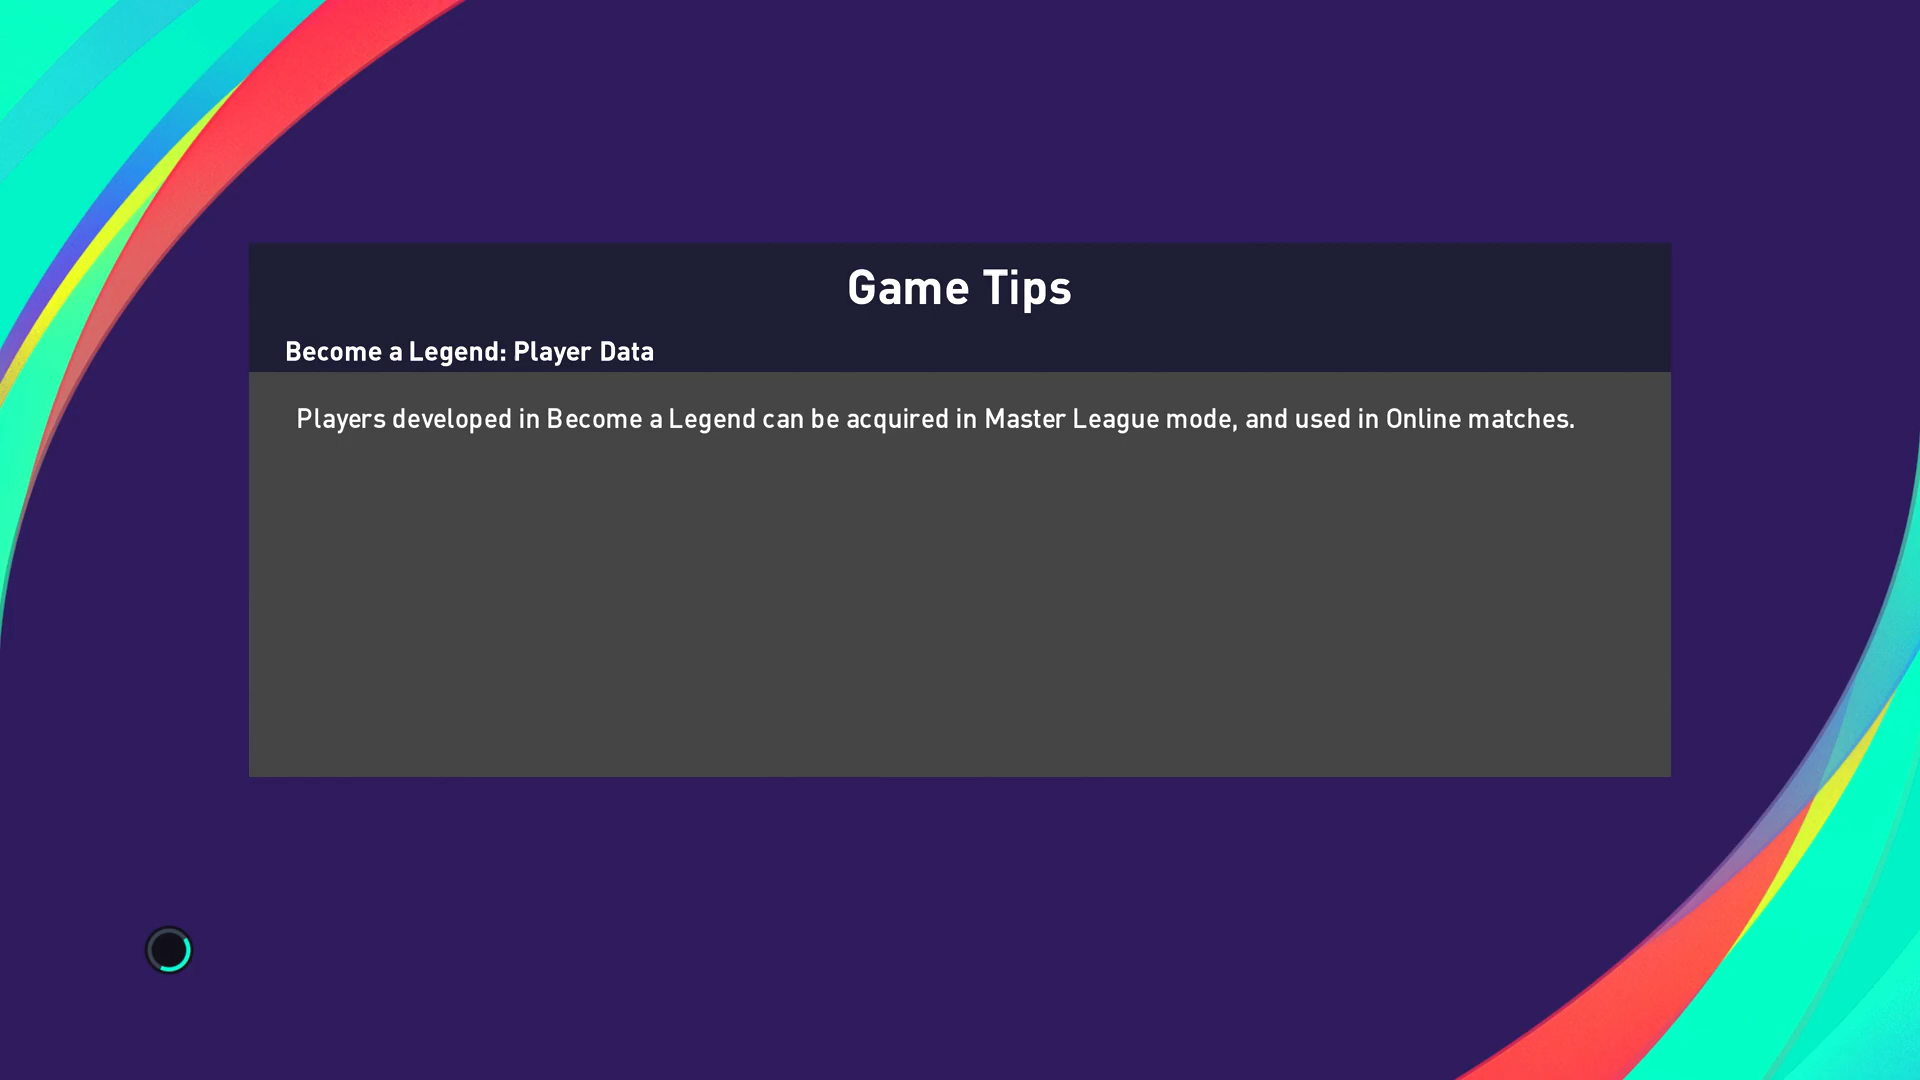 Game Tips
Become a Legend: Player Data
Players developed in Become a Legend can be acquired in Master League mode, and used in Online matches.